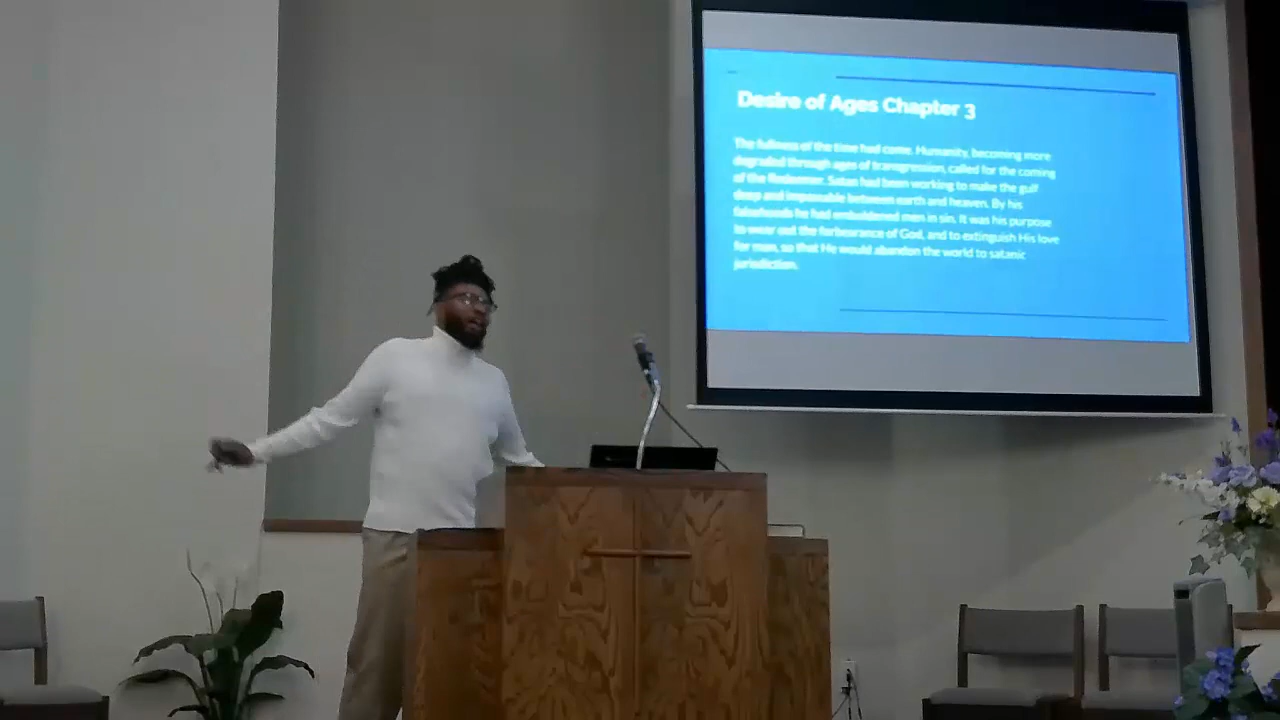 Desire of Ages Chapter 3
The fullness of the time had come. Humanity, becoming more
degraded through ages of transgression, called for the coming
of the Redeemer. Satan had been working to make the gulf
deep and impassable between earth and heaven. By his
falsehoods he had emboldened men in sin. It was his purpose
to wear out the forbearance of God, and to extinguish His love
for man, so that He would abandon the world to satanic
jurisdiction.